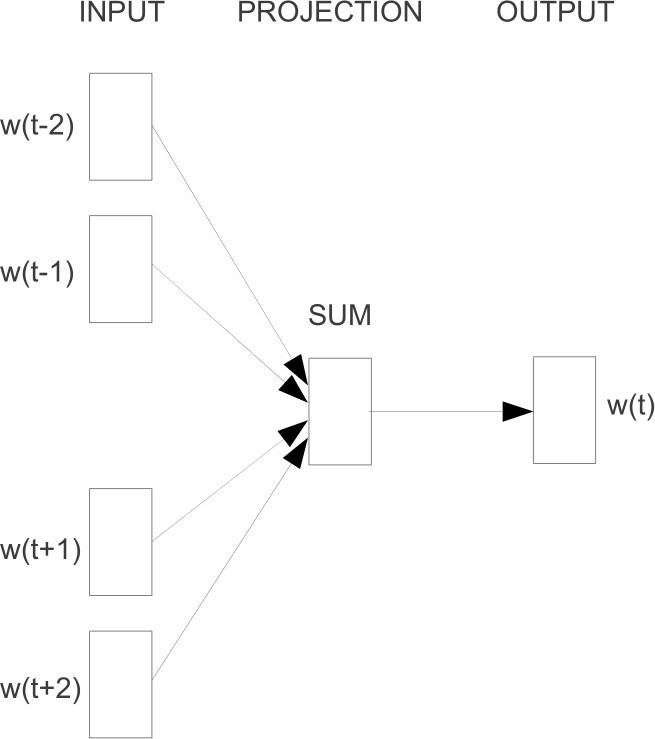 INPUT PROJECTION OUTPUT
w(t-2)
w(t-1)
SUM
w(t)
w(t+1)
w(t+2)